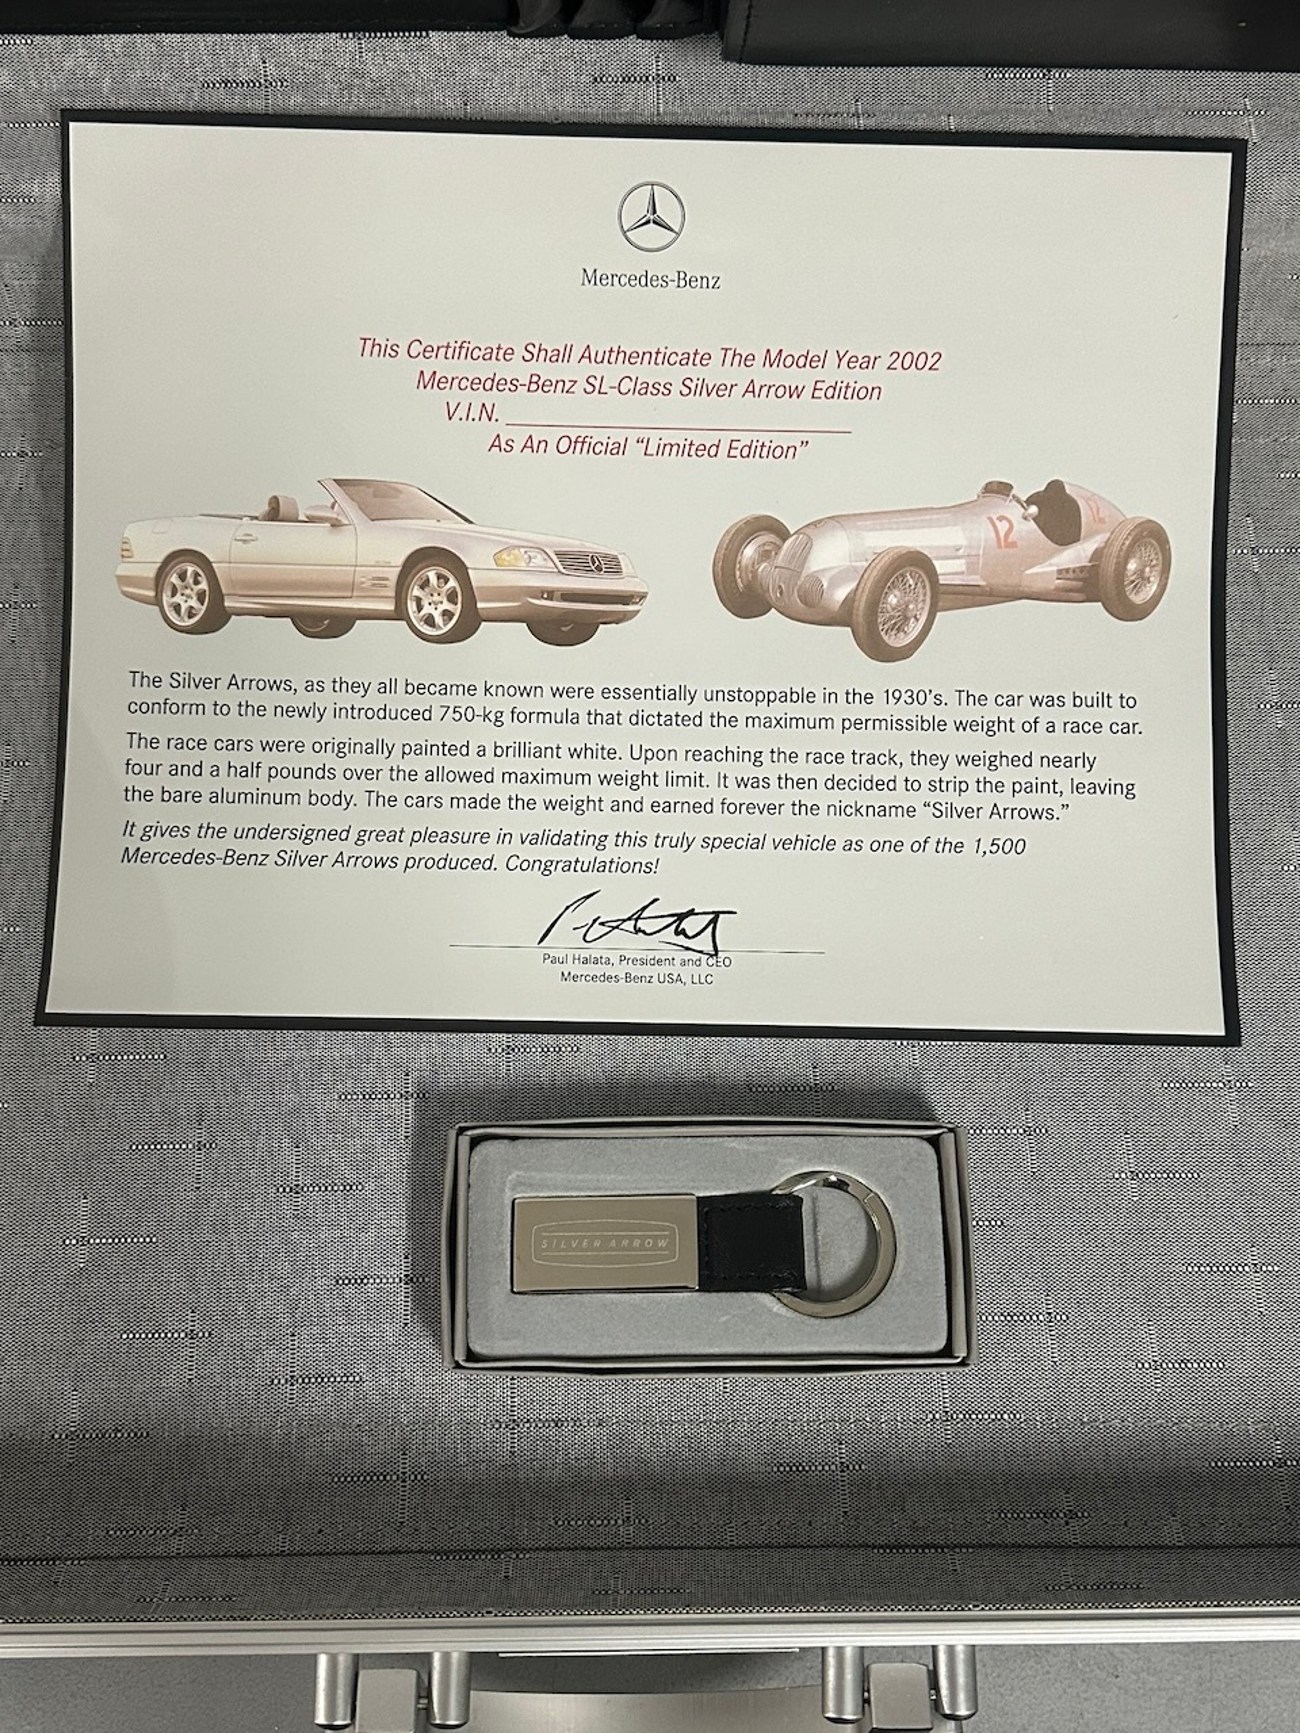 Mercedes-Benz
This Certificate Shall Authenticate The Model Year 2002
Mercedes-Benz SL-Class Silver Arrow Edition
V.I.N.
As An Official “Limited Edition”
12
12
The Silver Arrows, as they all became known were essentially unstoppable in the 1930's. The car was built to
conform to the newly introduced 750-kg formula that dictated the maximum permissible weight of a race car.
The race cars were originally painted a brilliant white. Upon reaching the race track, they weighed nearly
four and a half pounds over the allowed maximum weight limit. It was then decided to strip the paint, leaving
the bare aluminum body. The cars made the weight and earned forever the nickname “Silver Arrows.”
It gives the undersigned great pleasure in validating this truly special vehicle as one of the 1,500
Mercedes-Benz Silver Arrows produced. Congratulations!
Paul Halata, President and CEO
Mercedes-Benz USA, LLC
SILVER ARROW